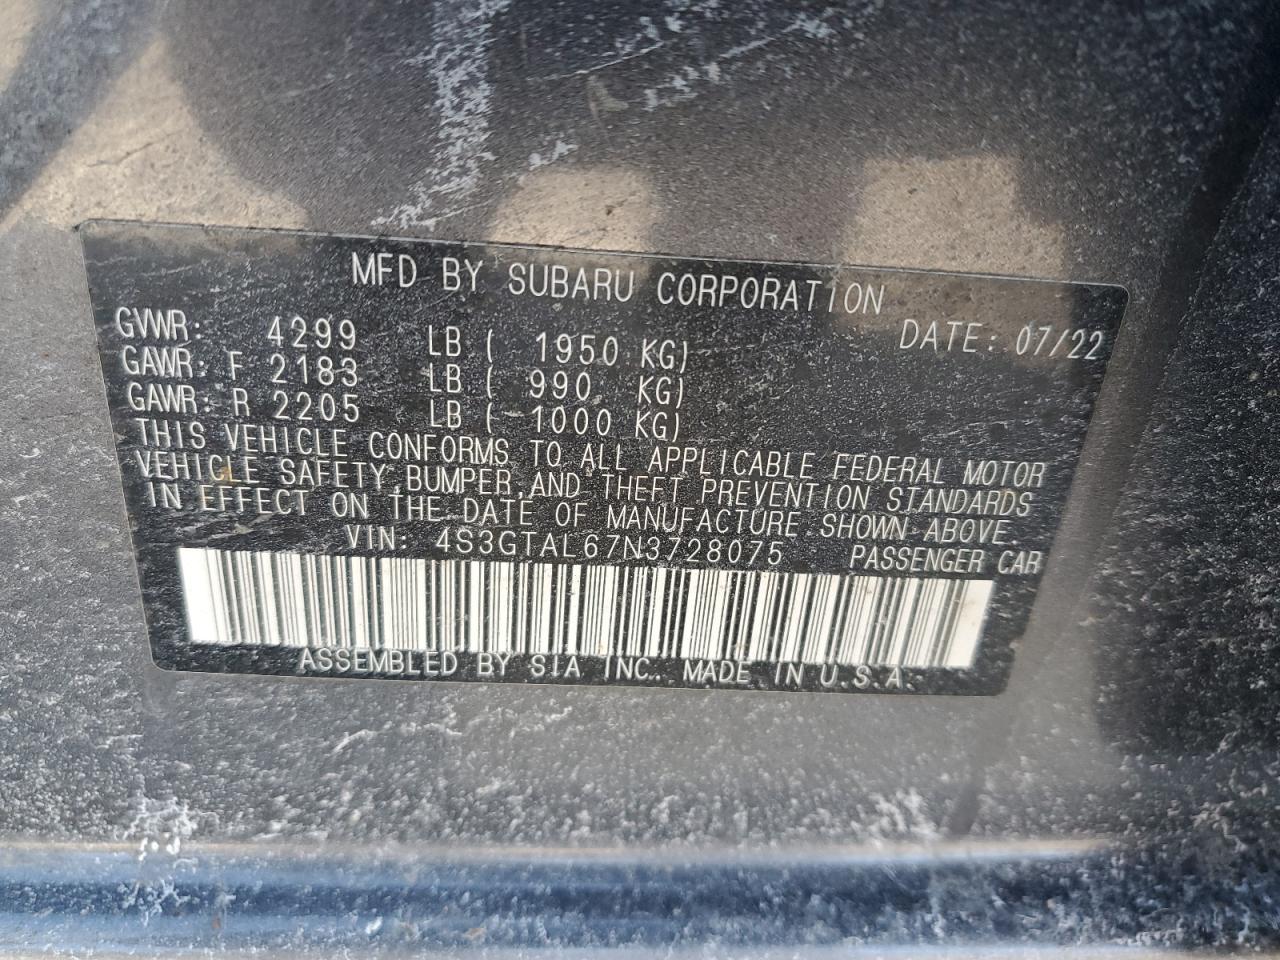 MFD BY SUBARU CORPORATION
DATE: 07/22
GVWR: 4299 LB ( 1950 KG)
GAWR: F 2183 LB ( 990 KG)
GAWR: R 2205 LB ( 1000 KG)
THIS VEHICLE CONFORMS TO ALL APPLICABLE FEDERAL MOTOR
VEHICLE SAFETY, BUMPER, AND THEFT PREVENTION STANDARDS
IN EFFECT ON THE DATE OF MANUFACTURE SHOWN ABOVE.
VIN: 4S3GTAL67N3728075 PASSENGER CAR
ASSEMBLED BY SIA INC. MADE IN U.S.A.